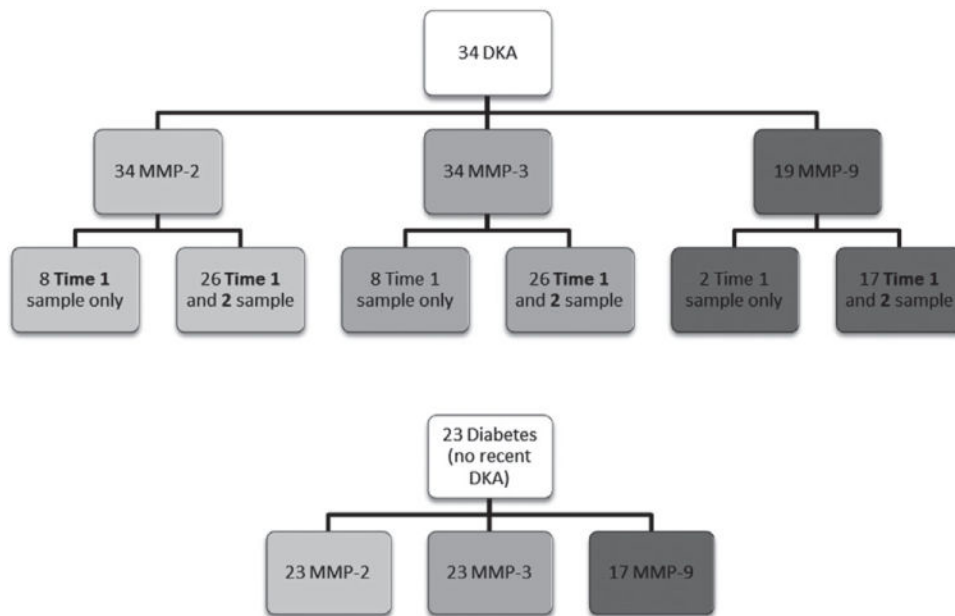 34 DKA
34 MMP-2
34 MMP-3
19 MMP-9
8 Time 1
sample only
26 Time 1
and 2 sample
8 Time 1
sample only
26 Time 1
and 2 sample
2 Time 1
sample only
17 Time 1
and 2 sample
23 Diabetes
(no recent
DKA)
23 MMP-2
23 MMP-3
17 MMP-9